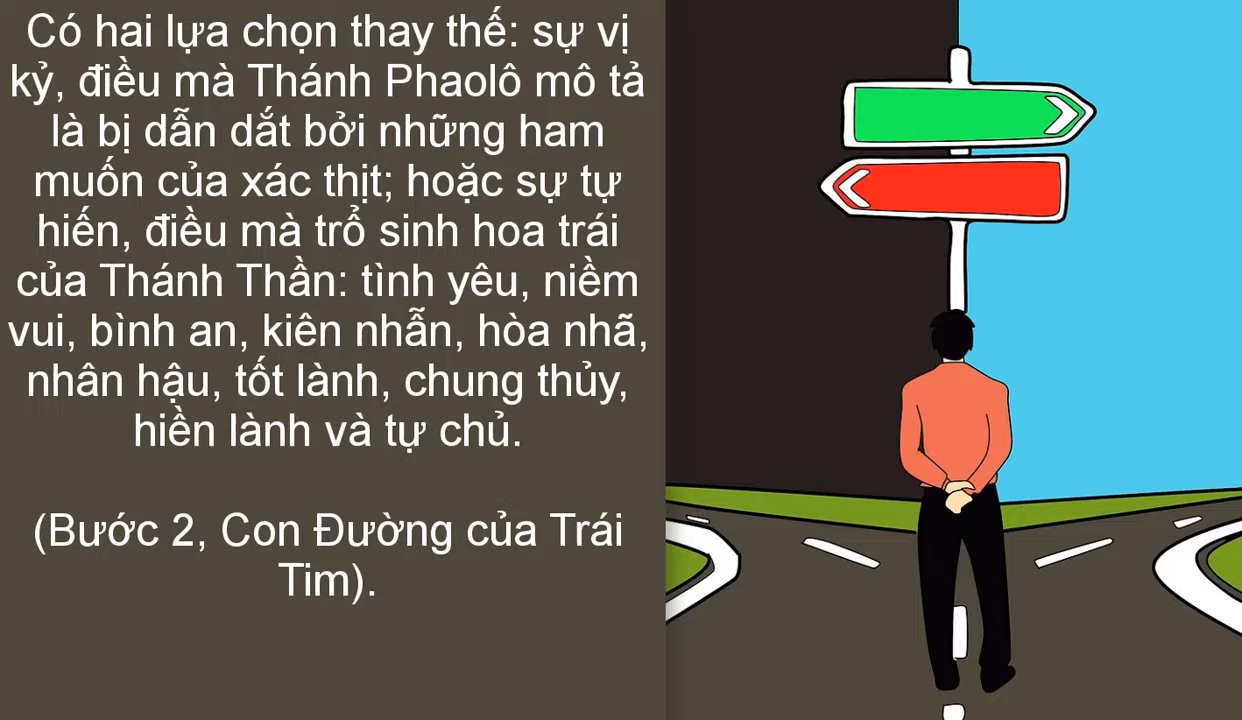 Có hai lựa chọn thay thế: sự vị
kỷ, điều mà Thánh Phaolô mô tả
là bị dẫn dắt bởi những ham
muốn của xác thịt; hoặc sự tự
hiến, điều mà trổ sinh hoa trái
của Thánh Thần: tình yêu, niềm
vui, bình an, kiên nhẫn, hòa nhã,
nhân hậu, tốt lành, chung thủy,
hiền lành và tự chủ.
(Bước 2, Con Đường của Trái
Tim).